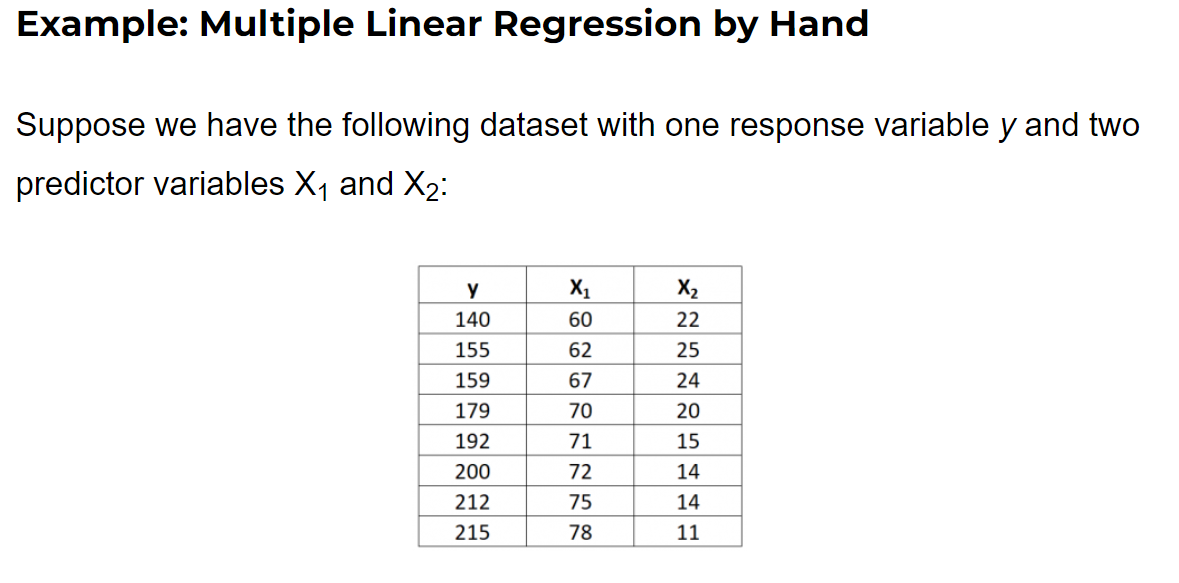 Example: Multiple Linear Regression by Hand
Suppose we have the following dataset with one response variable y and two
predictor variables X₁ and X₂:
y X₁ X₂
140 60 22
155 62 25
159 67 24
179 70 20
192 71 15
200 72 14
212 75 14
215 78 11